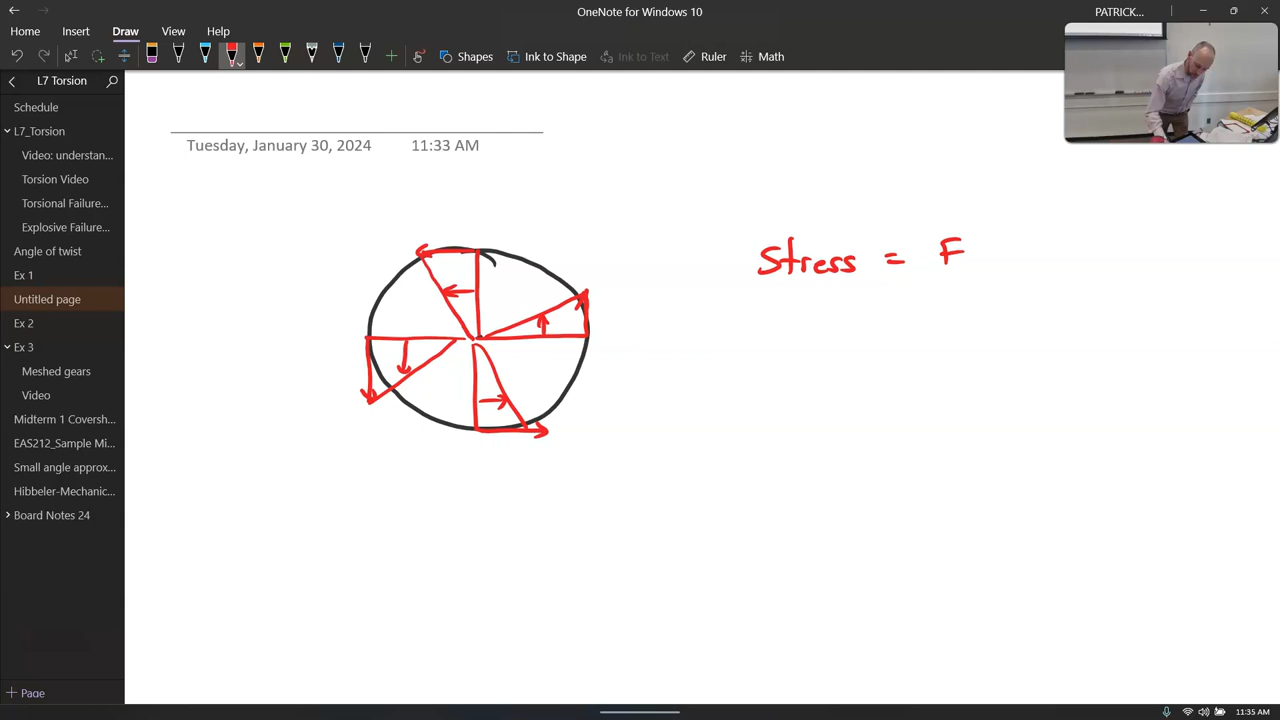 OneNote for Windows 10
PATRICK...
Home Insert Draw View Help
Shapes Ink to Shape Ink to Text Ruler Math
L7 Torsion
Schedule
L7_Torsion
Video: understan...
Torsion Video
Torsional Failure...
Explosive Failure...
Angle of twist
Ex 1
Untitled page
Ex 2
Ex 3
Meshed gears
Video
Midterm 1 Coversh...
EAS212_Sample Mi...
Small angle approx...
Hibbeler-Mechanic...
Board Notes 24
+ Page
Tuesday, January 30, 2024 11:33 AM
Stress = F
11:35 AM